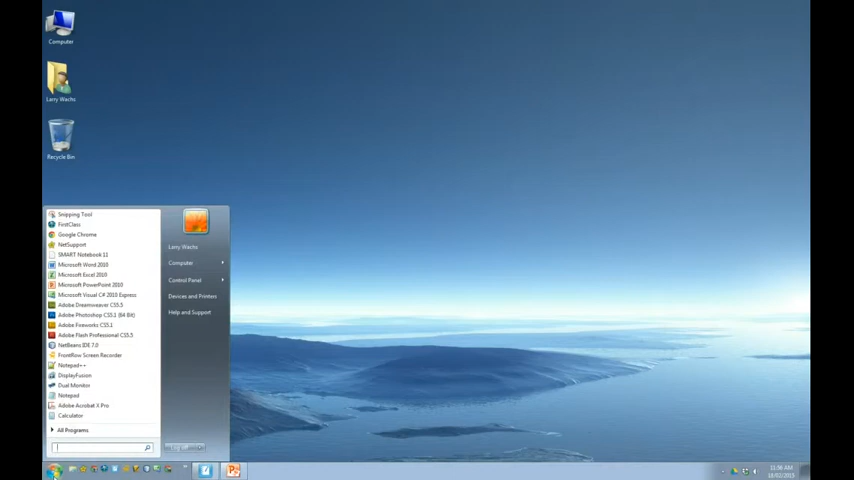 Computer
Larry Wachs
Recycle Bin
Snipping Tool
FirstClass
Google Chrome
NetSupport
SMART Notebook 11
Microsoft Word 2010
Microsoft Excel 2010
Microsoft PowerPoint 2010
Microsoft Visual C# 2010 Express
Adobe Dreamweaver CS5.5
Adobe Photoshop CS5.1 (64 Bit)
Adobe Fireworks CS5.1
Adobe Flash Professional CS5.5
NetBeans IDE 7.0
FrontRow Screen Recorder
Notepad++
DisplayFusion
Dual Monitor
Notepad
Adobe Acrobat X Pro
Calculator
All Programs
Larry Wachs
Computer
Control Panel
Devices and Printers
Help and Support
11:06 AM
18/02/2015